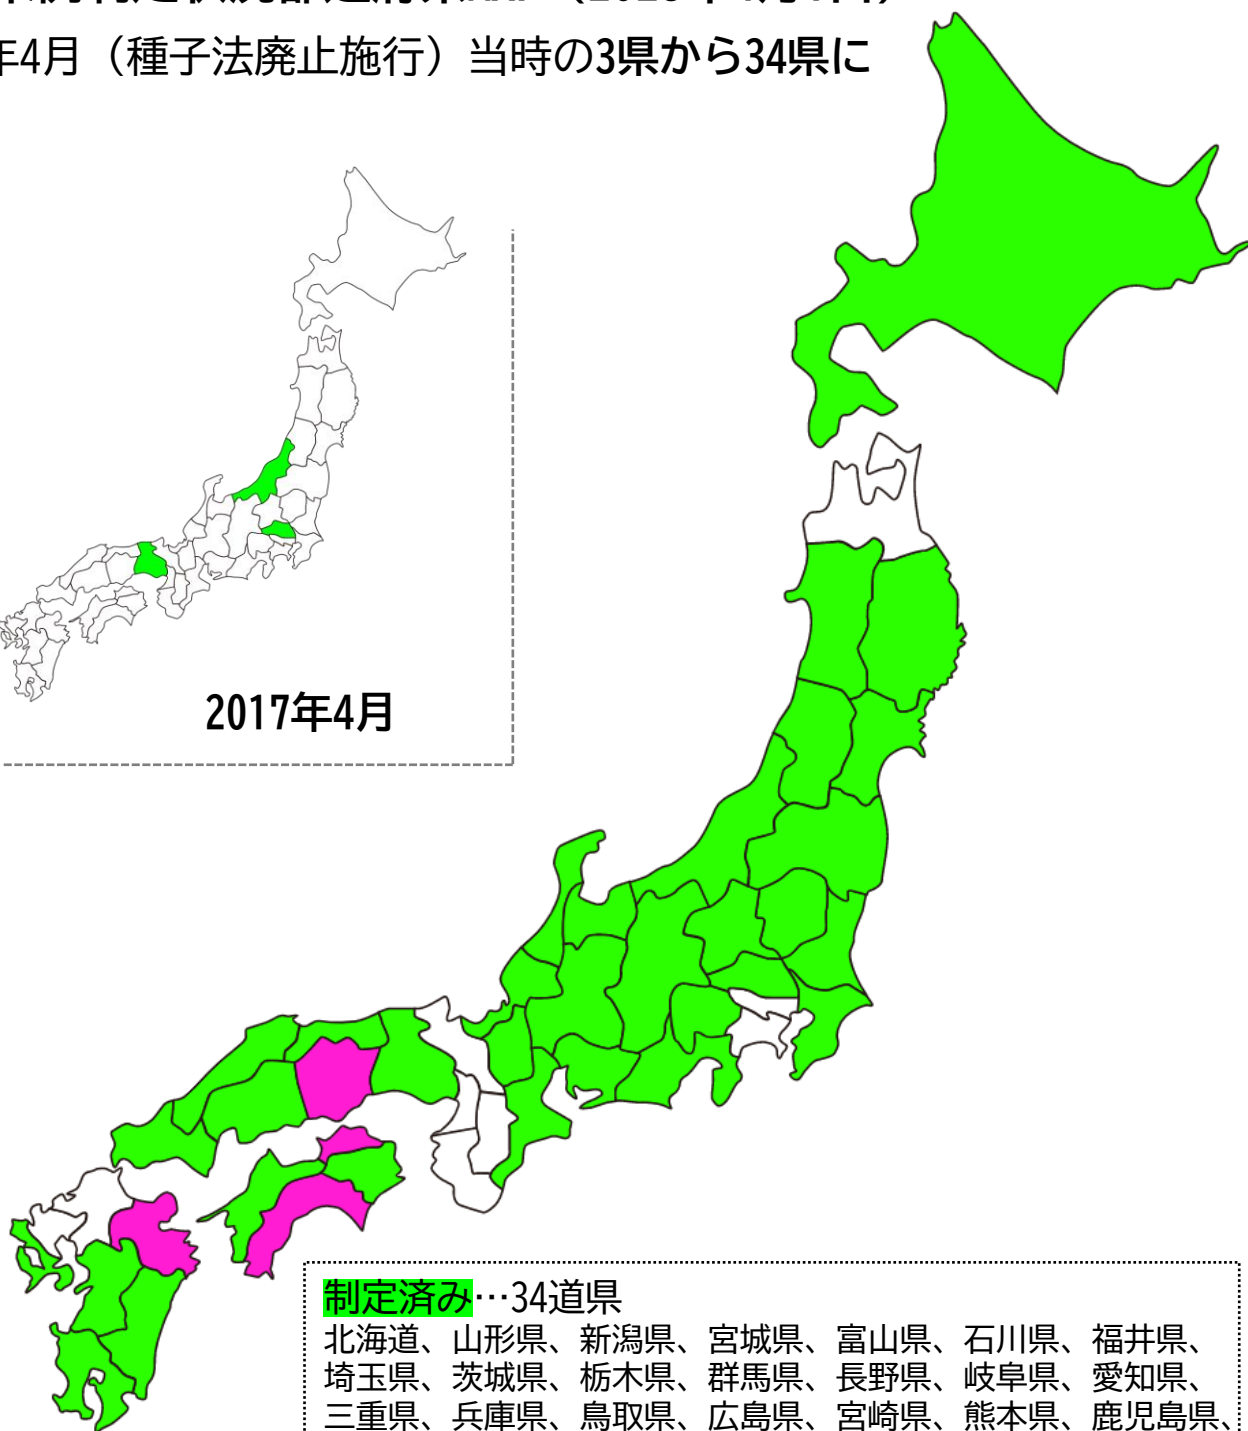 年4月（種子法廃止施行）当時の3県から34県に
2017年4月
制定済み…34道県
北海道、山形県、新潟県、宮城県、富山県、石川県、福井県、
埼玉県、茨城県、栃木県、群馬県、長野県、岐阜県、愛知県、
三重県、兵庫県、鳥取県、広島県、宮崎県、熊本県、鹿児島県、